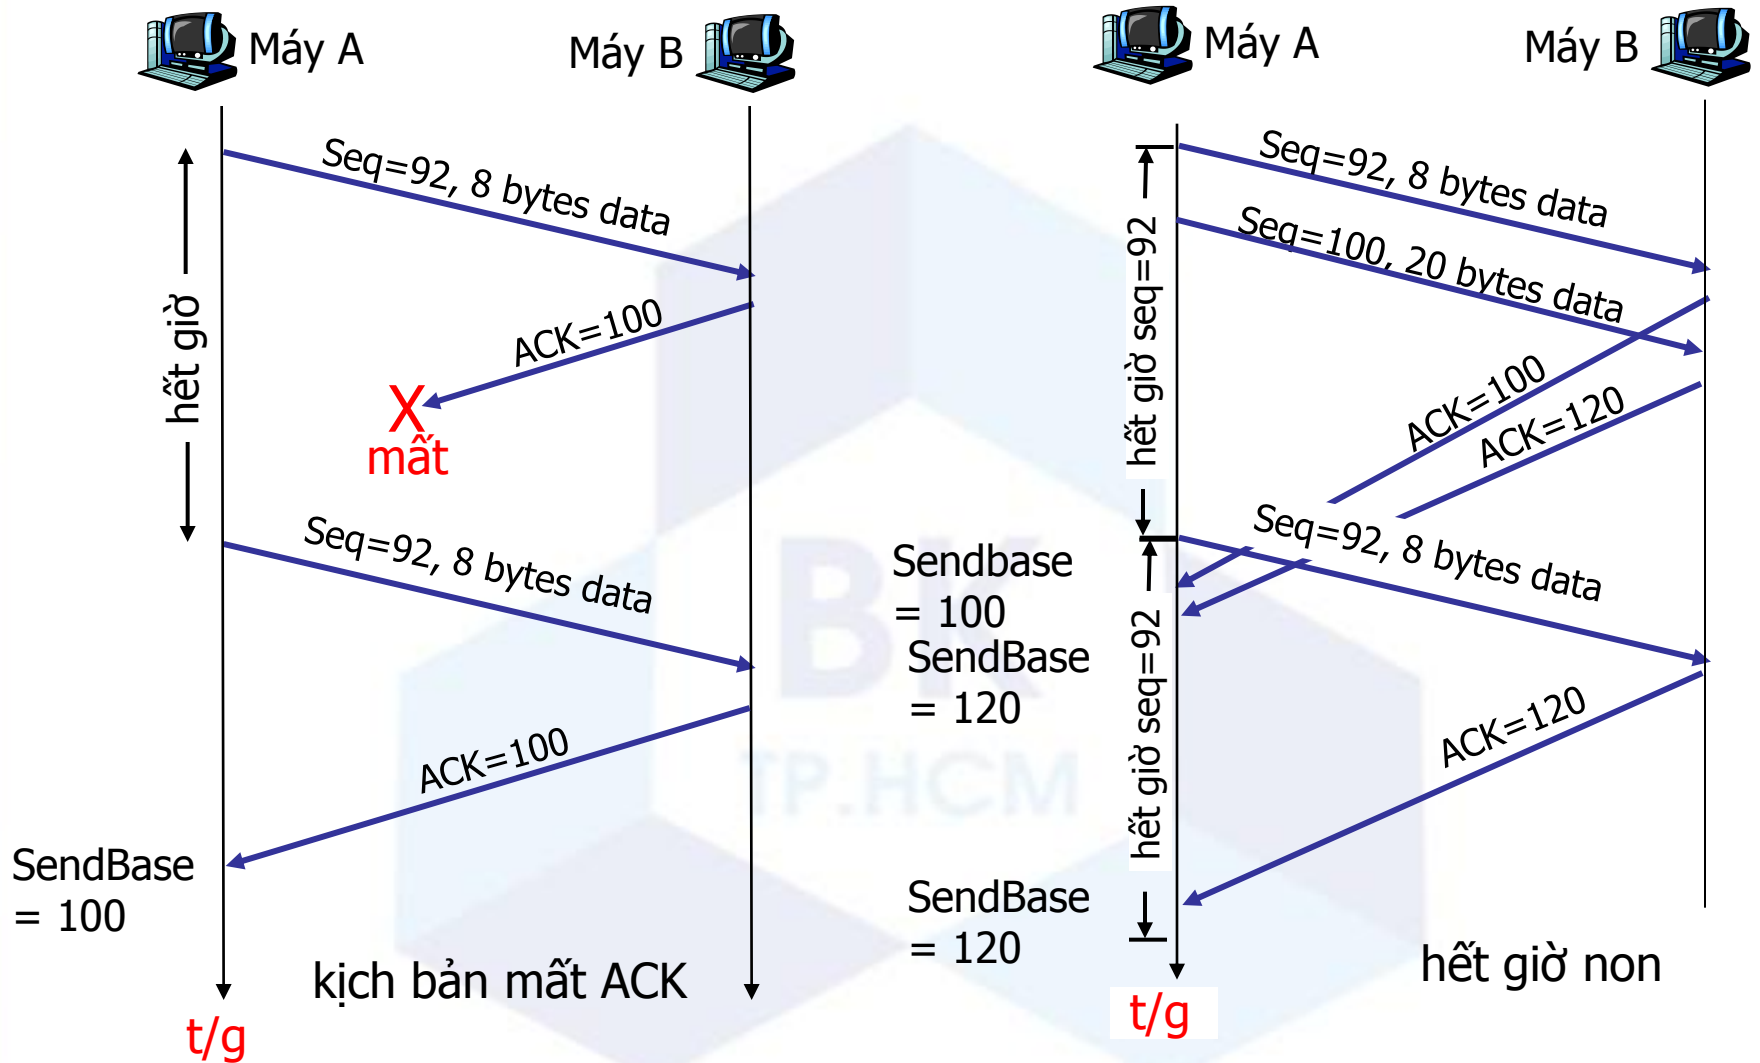 Máy A
Máy B
Seq=92, 8 bytes data
ACK=100
hết giờ
X
mất
Seq=92, 8 bytes data
ACK=100
SendBase
= 100
kịch bản mất ACK
t/g
Máy A
Máy B
Seq=92, 8 bytes data
Seq=100, 20 bytes data
hết giờ seq=92
ACK=100
ACK=120
Seq=92, 8 bytes data
Sendbase
= 100
SendBase
= 120
hết giờ seq=92
ACK=120
SendBase
= 120
hết giờ non
t/g
BK
TP.HCM